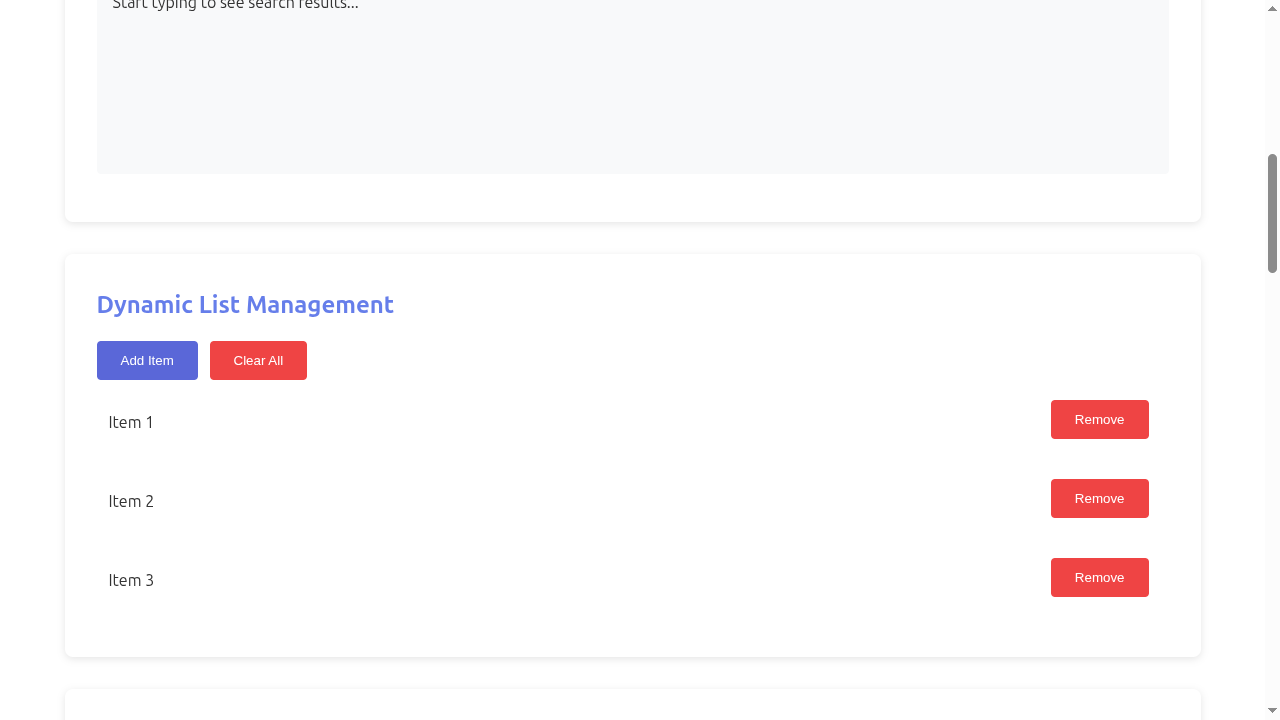 Start typing to see search results...
Dynamic List Management
Add Item Clear All
Item 1 Remove
Item 2 Remove
Item 3 Remove